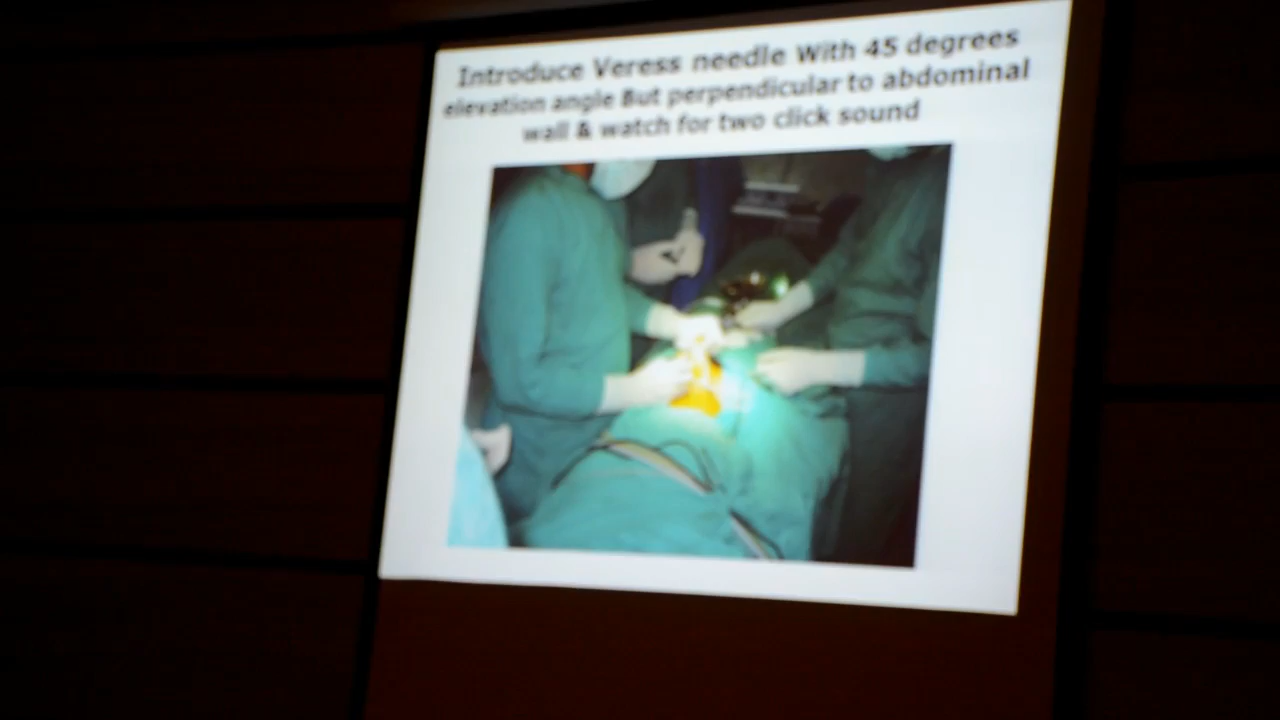 Introduce Veress needle With 45 degrees
elevation angle But perpendicular to abdominal
wall & watch for two click sound